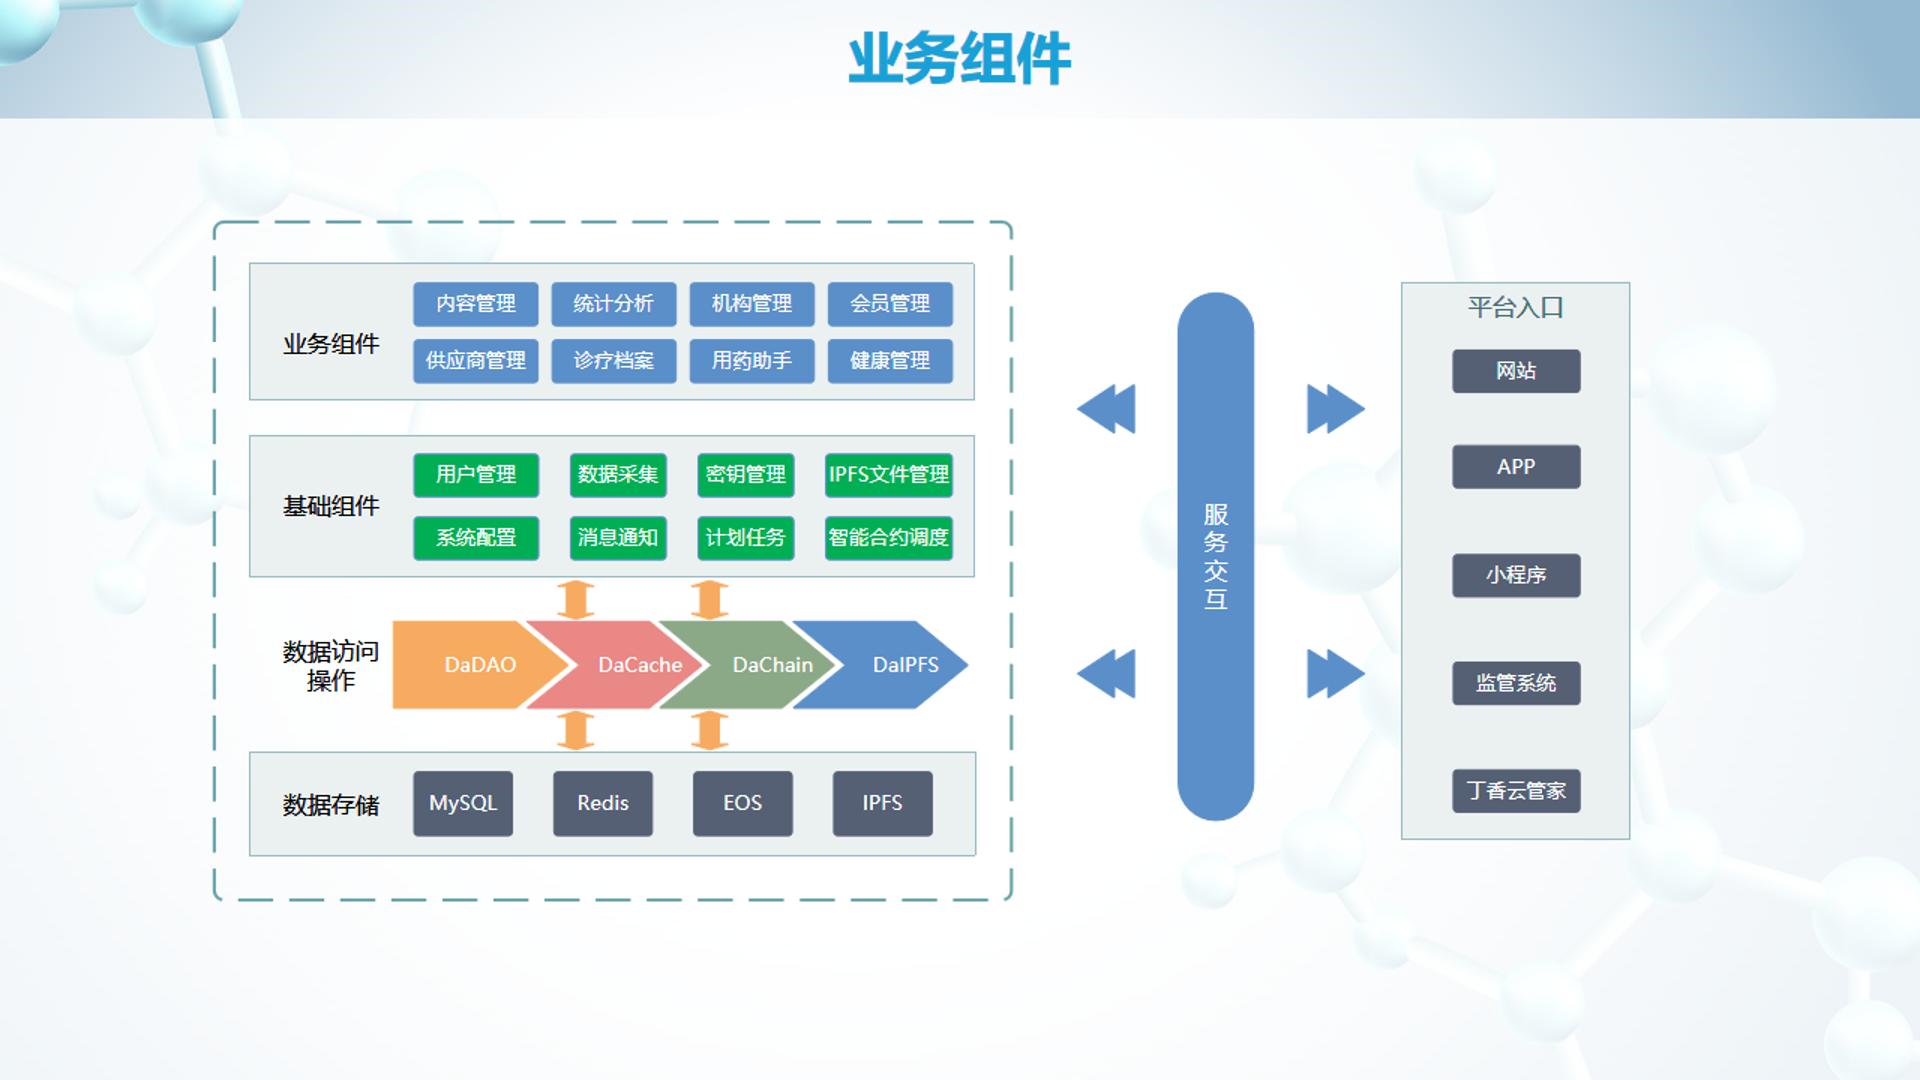 业务组件
业务组件
内容管理 统计分析 机构管理 会员管理
供应商管理 诊疗档案 用药助手 健康管理
基础组件
用户管理 数据采集 密钥管理 IPFS文件管理
系统配置 消息通知 计划任务 智能合约调度
数据访问
操作
DaDAO DaCache DaChain DaIPFS
数据存储
MySQL Redis EOS IPFS
服
务
交
互
平台入口
网站
APP
小程序
监管系统
丁香云管家